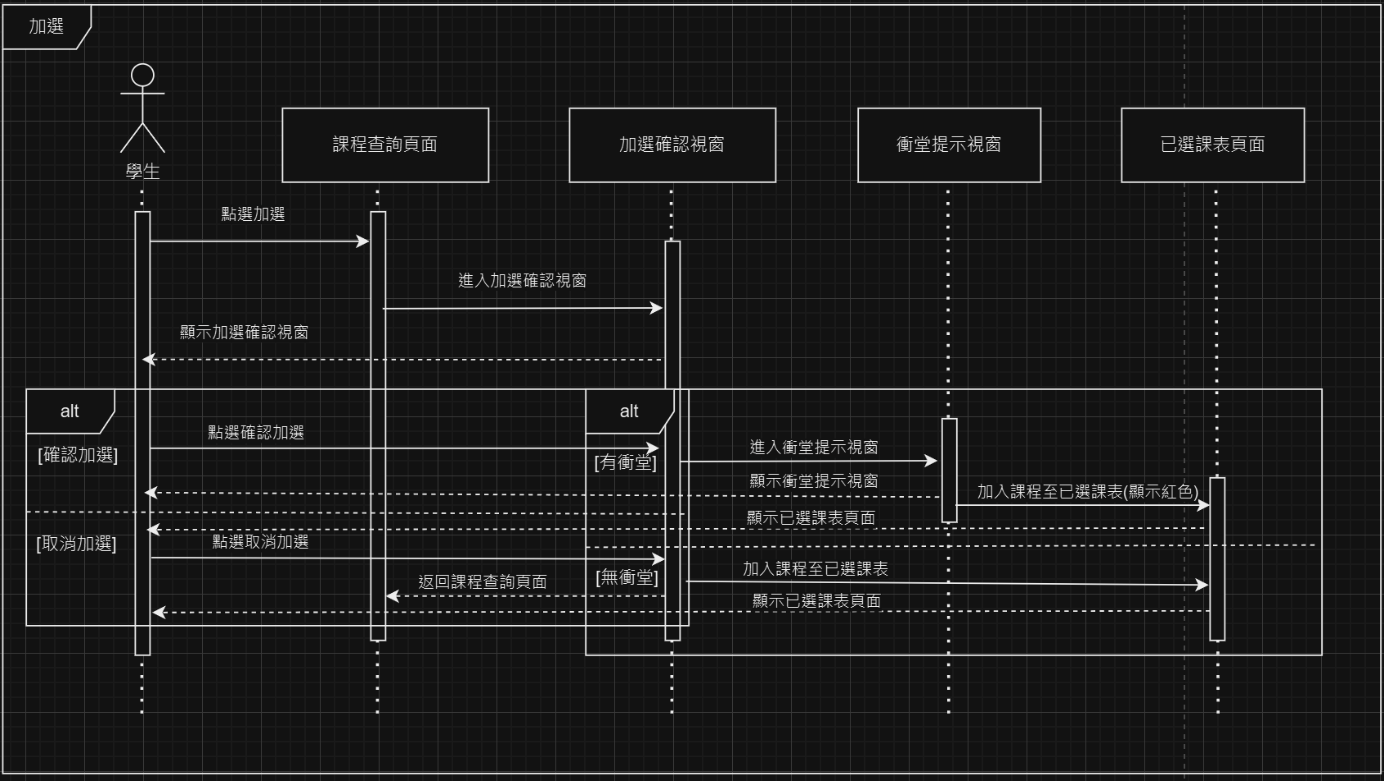 加選
學生
課程查詢頁面
加選確認視窗
衝堂提示視窗
已選課表頁面
點選加選
進入加選確認視窗
顯示加選確認視窗
alt
alt
點選確認加選
[確認加選]
[有衝堂]
進入衝堂提示視窗
顯示衝堂提示視窗
加入課程至已選課表(顯示紅色)
顯示已選課表頁面
[取消加選]
點選取消加選
[無衝堂]
加入課程至已選課表
返回課程查詢頁面
顯示已選課表頁面